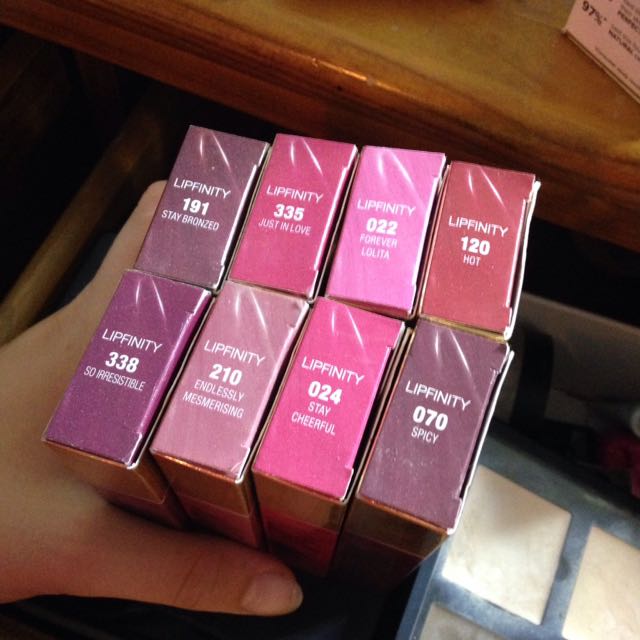 97%
LIPFINITY
191
STAY BRONZED
LIPFINITY
335
JUST IN LOVE
LIPFINITY
022
FOREVER
LOLITA
LIPFINITY
120
HOT
LIPFINITY
338
SO IRRESISTIBLE
LIPFINITY
210
ENDLESSLY
MESMERISING
LIPFINITY
024
STAY
CHEERFUL
LIPFINITY
070
SPICY